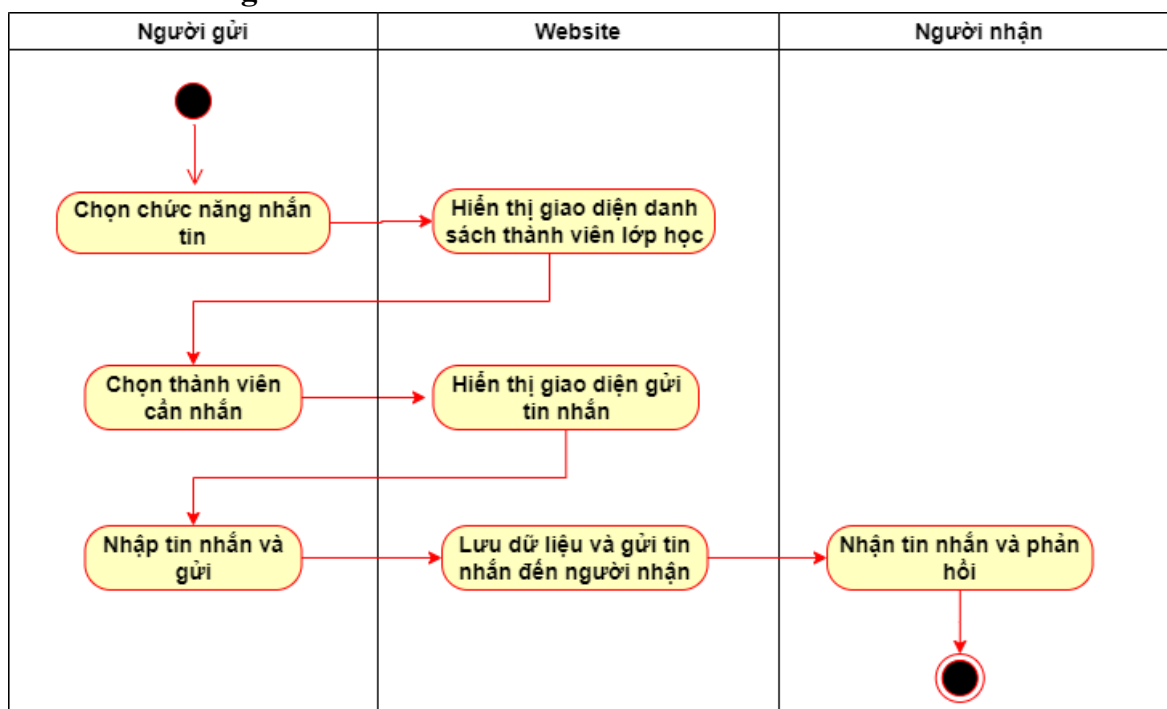 g
Người gửi
Website
Người nhận
Chọn chức năng nhắn
tin
Hiển thị giao diện danh
sách thành viên lớp học
Chọn thành viên
cần nhắn
Hiển thị giao diện gửi
tin nhắn
Nhập tin nhắn và
gửi
Lưu dữ liệu và gửi tin
nhắn đến người nhận
Nhận tin nhắn và phản
hồi